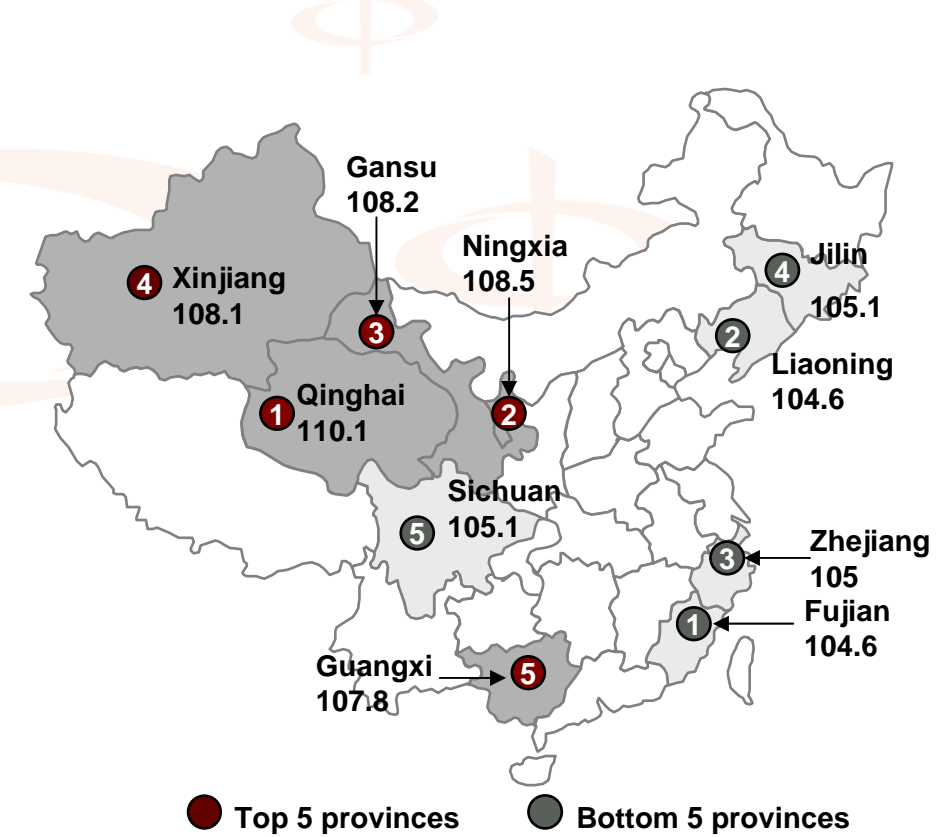 Gansu
108.2
Ningxia
108.5
4
Jilin
105.1
4
Xinjiang
108.1
3
2
Liaoning
104.6
1
Qinghai
110.1
2
Sichuan
105.1
5
3
Zhejiang
105
1
Fujian
104.6
Guangxi
107.8
5
Top 5 provinces
Bottom 5 provinces